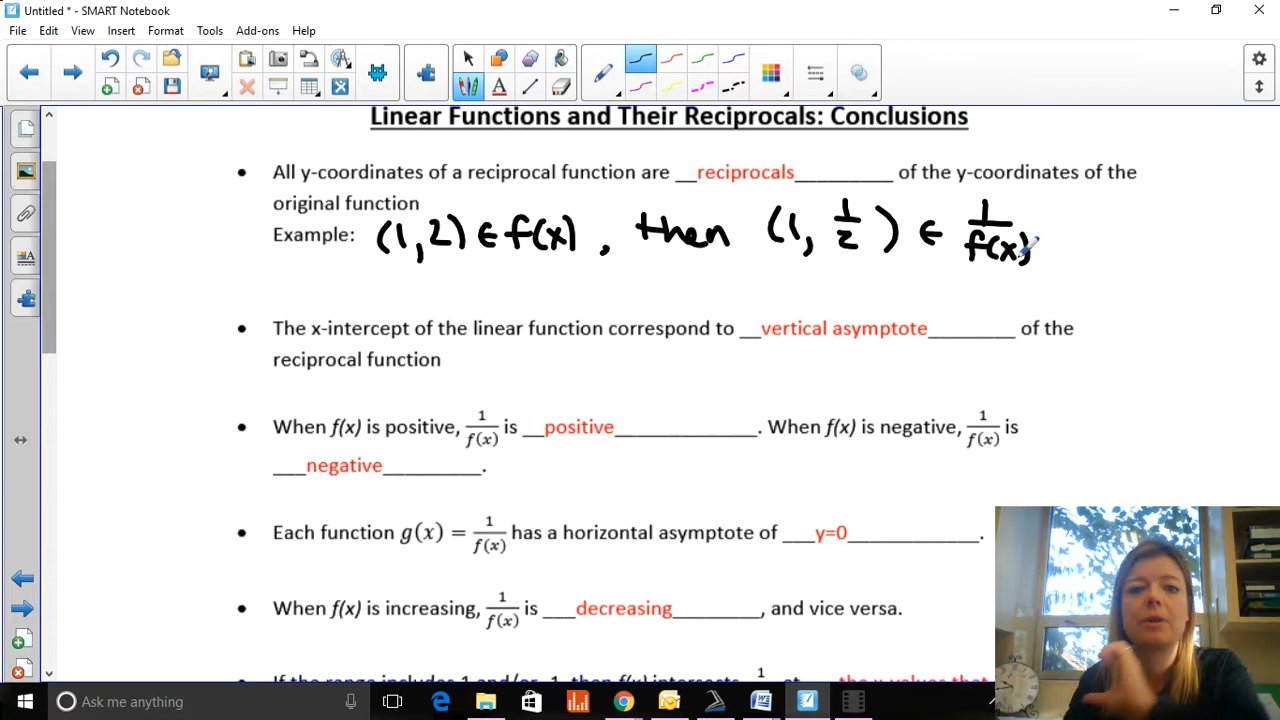 Untitled * - SMART Notebook
File Edit View Insert Format Tools Add-ons Help
Linear Functions and Their Reciprocals: Conclusions
• All y-coordinates of a reciprocal function are __reciprocals_________ of the y-coordinates of the
original function
Example: (1,2) ∈ f(x), then (1, 1/2) ∈ 1/f(x)
• The x-intercept of the linear function correspond to __vertical asymptote________ of the
reciprocal function
• When f(x) is positive, 1/f(x) is __positive_____________. When f(x) is negative, 1/f(x) is
___negative_________.
• Each function g(x) = 1/f(x) has a horizontal asymptote of ___y=0____________.
• When f(x) is increasing, 1/f(x) is ___decreasing________, and vice versa.
Ask me anything